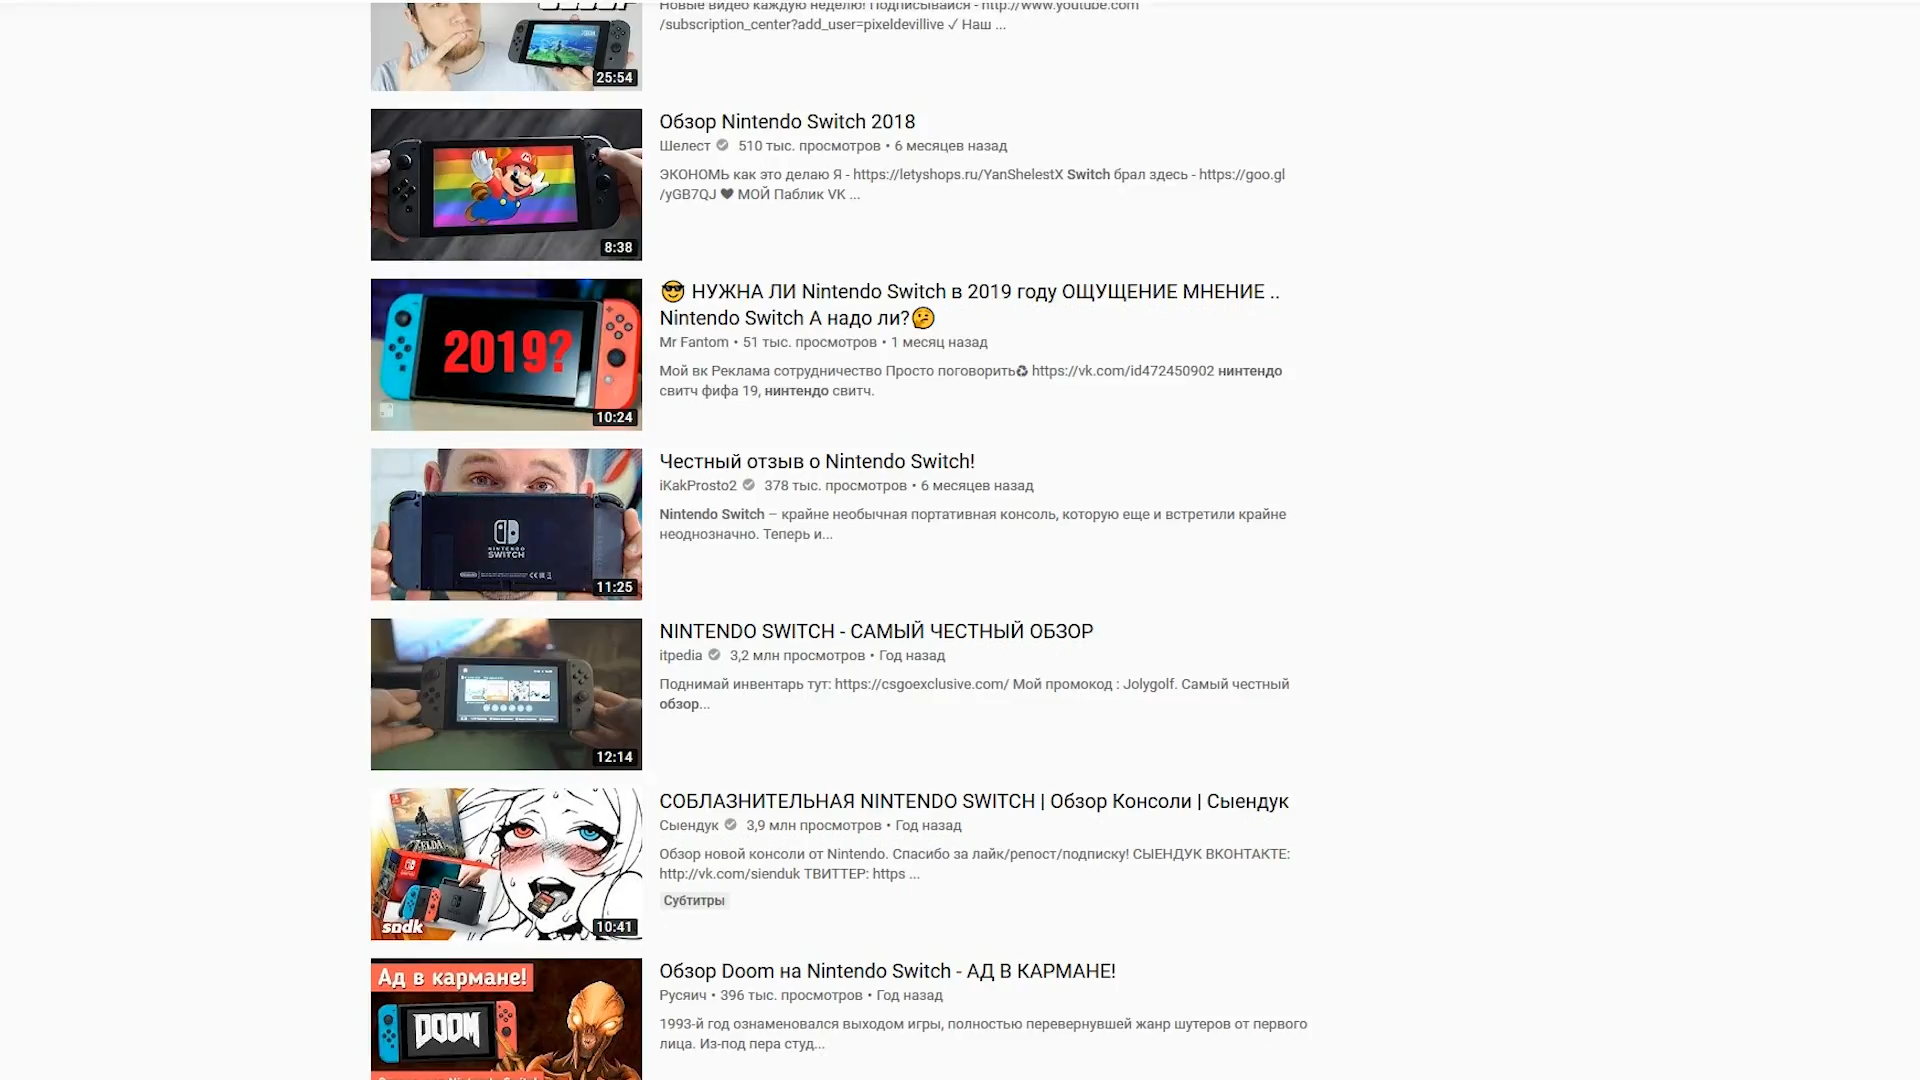 Новые видео каждую неделю! Подписывайся - http://www.youtube.com
/subscription_center?add_user=pixeldevillive ✓ Наш ...
25:54
Обзор Nintendo Switch 2018
Шелест 510 тыс. просмотров • 6 месяцев назад
ЭКОНОМЬ как это делаю Я - https://letyshops.ru/YanShelestX Switch брал здесь - https://goo.gl
/yGB7QJ ♥ МОЙ Паблик VK ...
8:38
😎 НУЖНА ЛИ Nintendo Switch в 2019 году ОЩУЩЕНИЕ МНЕНИЕ ..
Nintendo Switch А надо ли?🤔
Mr Fantom • 51 тыс. просмотров • 1 месяц назад
Мой вк Реклама сотрудничество Просто поговорить♻ https://vk.com/id472450902 нинтендо
свитч фифа 19, нинтендо свитч.
2019?
10:24
Честный отзыв о Nintendo Switch!
iKakProsto2 378 тыс. просмотров • 6 месяцев назад
Nintendo Switch – крайне необычная портативная консоль, которую еще и встретили крайне
неоднозначно. Теперь и...
NINTENDO
SWITCH
11:25
NINTENDO SWITCH - САМЫЙ ЧЕСТНЫЙ ОБЗОР
itpedia 3,2 млн просмотров • Год назад
Поднимай инвентарь тут: https://csgoexclusive.com/ Мой промокод : Jolygolf. Самый честный
обзор...
12:14
СОБЛАЗНИТЕЛЬНАЯ NINTENDO SWITCH | Обзор Консоли | Сыендук
Сыендук 3,9 млн просмотров • Год назад
Обзор новой консоли от Nintendo. Спасибо за лайк/репост/подписку! СЫЕНДУК ВКОНТАКТЕ:
http://vk.com/sienduk ТВИТТЕР: https ...
Субтитры
ZELDA
sndk
10:41
Обзор Doom на Nintendo Switch - АД В КАРМАНЕ!
Русяич • 396 тыс. просмотров • Год назад
1993-й год ознаменовался выходом игры, полностью перевернувшей жанр шутеров от первого
лица. Из-под пера студ...
Ад в кармане!
DOOM